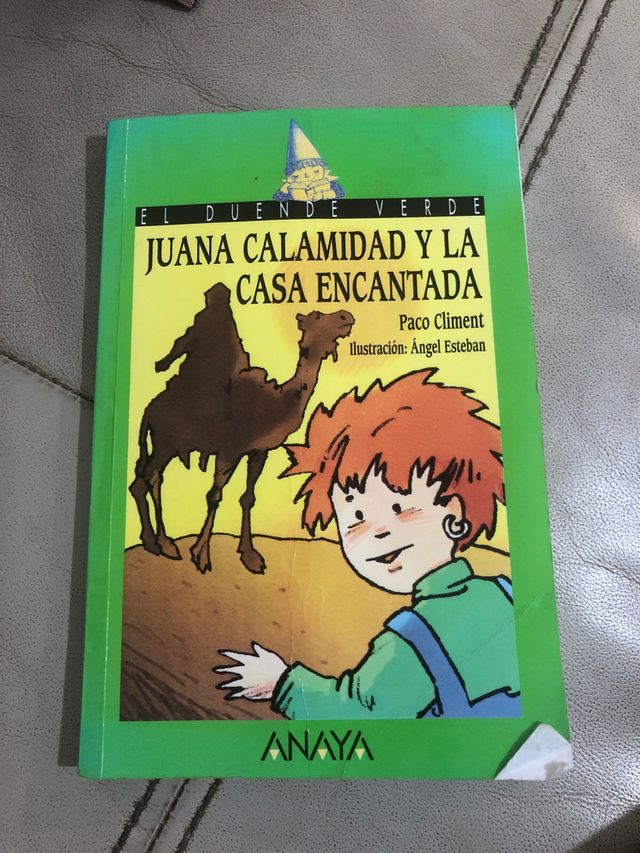 EL DUENDE VERDE
JUANA CALAMIDAD Y LA
CASA ENCANTADA
Paco Climent
Ilustración: Ángel Esteban
ANAYA